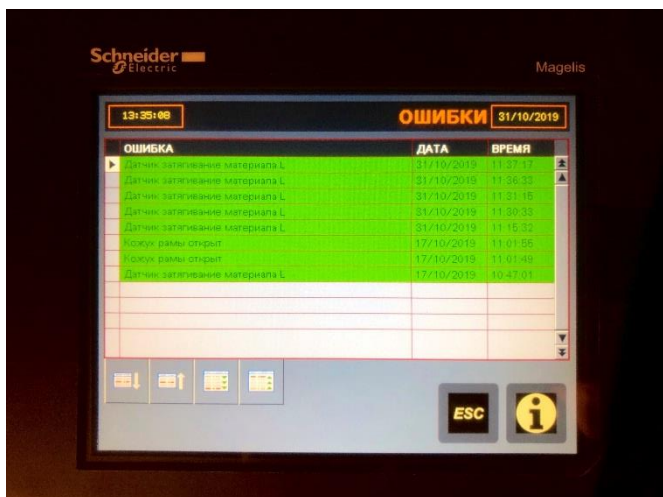 Schneider
Electric
Magelis
13:35:08 ОШИБКИ 31/10/2019
ОШИБКА ДАТА ВРЕМЯ
Датчик затягивание материала L 31/10/2019 11:37:17
Датчик затягивание материала L 31/10/2019 11:36:33
Датчик затягивание материала L 31/10/2019 11:31:15
Датчик затягивание материала L 31/10/2019 11:30:33
Датчик затягивание материала L 31/10/2019 11:15:32
Кожух рамы открыт 17/10/2019 11:01:56
Кожух рамы открыт 17/10/2019 11:01:49
Датчик затягивание материала L 17/10/2019 10:47:01
ESC